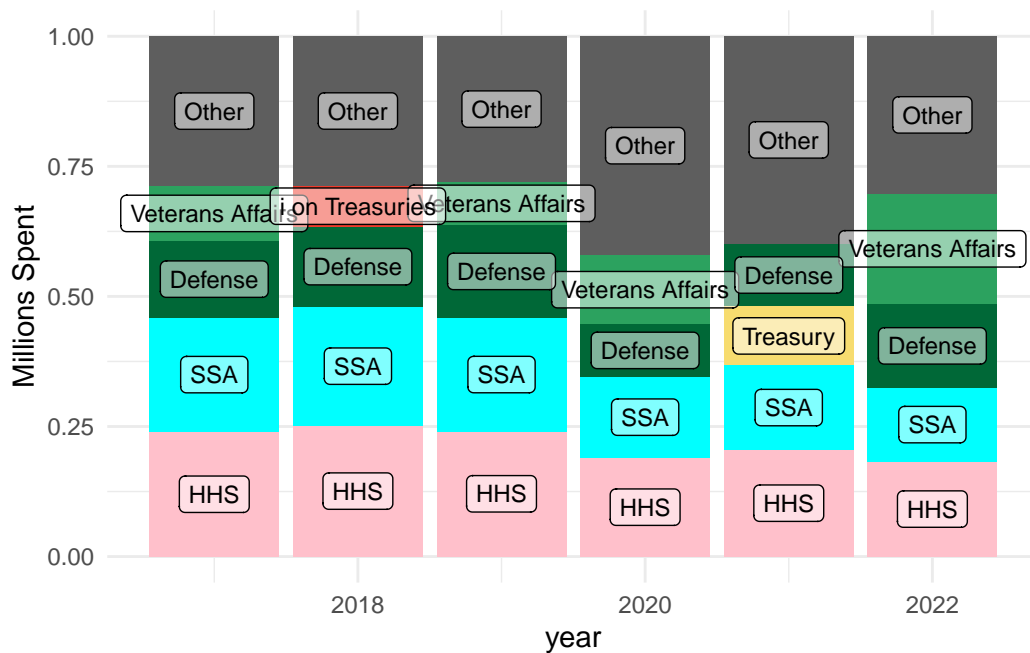 1.00
0.75
0.50
0.25
0.00
Millions Spent
Other
Veterans Affairs
Defense
SSA
HHS
Other
i on Treasuries
Defense
SSA
HHS
Other
Veterans Affairs
Defense
SSA
HHS
Other
Veterans Affairs
Defense
SSA
HHS
Other
Defense
Treasury
SSA
HHS
Other
Veterans Affairs
Defense
SSA
HHS
2018
2020
2022
year